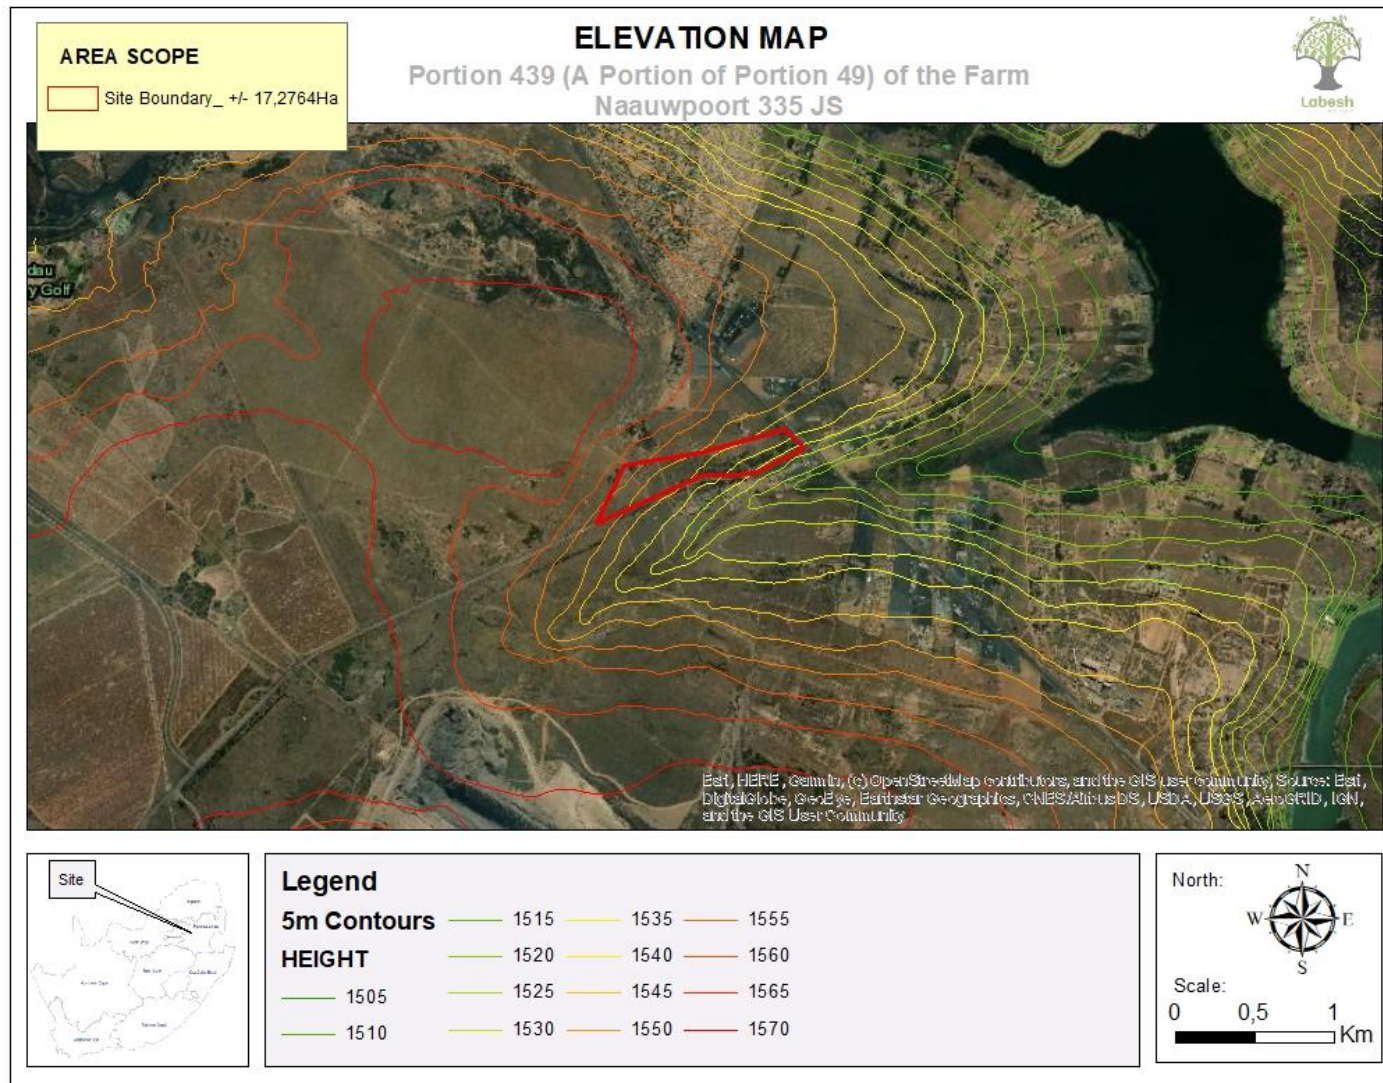 ELEVATION MAP
Portion 439 (A Portion of Portion 49) of the Farm
Naauwpoort 335 JS
AREA SCOPE
Site Boundary_ +/- 17,2764Ha
Labesh
dau
y Golf
Esri, HERE, Garmin, (c) OpenStreetMap contributors, and the GIS user community, Source: Esri,
DigitalGlobe, GeoEye, Earthstar Geographics, CNES/Airbus DS, USDA, USGS, AeroGRID, IGN,
and the GIS User Community
Site
Legend
5m Contours
HEIGHT
1505
1510
1515
1520
1525
1530
1535
1540
1545
1550
1555
1560
1565
1570
North:
N
W
E
S
Scale:
0 0,5 1
Km